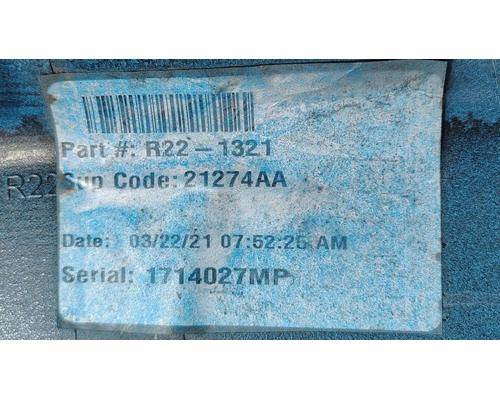 Part #: R22-1321
R22
Sup Code: 21274AA
Date: 03/22/21 07:52:25 AM
Serial: 1714027MP